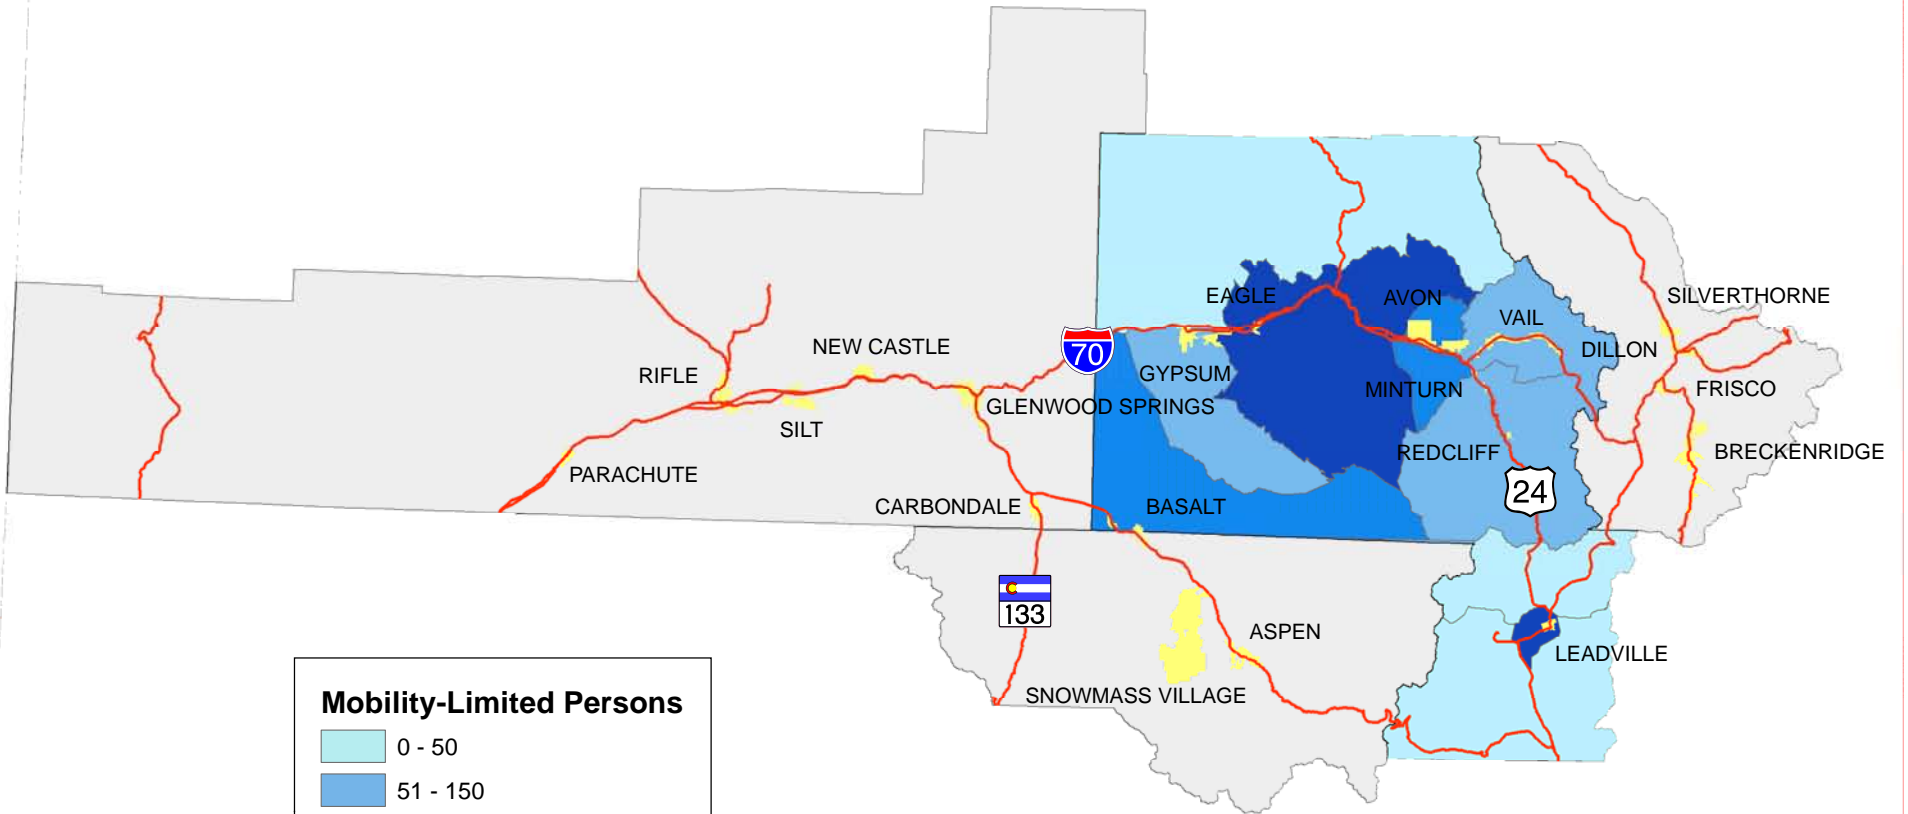 EAGLE
AVON
SILVERTHORNE
VAIL
NEW CASTLE
70
DILLON
RIFLE
GYPSUM
MINTURN
FRISCO
GLENWOOD SPRINGS
SILT
REDCLIFF
BRECKENRIDGE
PARACHUTE
24
CARBONDALE
BASALT
133
ASPEN
LEADVILLE
SNOWMASS VILLAGE
Mobility-Limited Persons
0 - 50
51 - 150